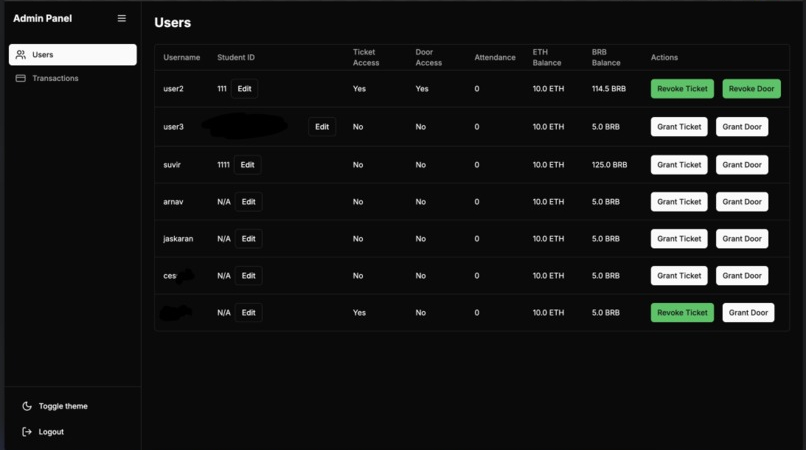 Admin Panel
Users
Transactions
Toggle theme
Logout
Users
Username Student ID Ticket Access Door Access Attendance ETH Balance BRB Balance Actions
user2 111 Edit Yes Yes 0 10.0 ETH 114.5 BRB Revoke Ticket Revoke Door
user3 Edit No No 0 10.0 ETH 5.0 BRB Grant Ticket Grant Door
suvir 1111 Edit No No 0 10.0 ETH 125.0 BRB Grant Ticket Grant Door
arnav N/A Edit No No 0 10.0 ETH 5.0 BRB Grant Ticket Grant Door
jaskaran N/A Edit No No 0 10.0 ETH 5.0 BRB Grant Ticket Grant Door
N/A Edit No No 0 10.0 ETH 5.0 BRB Grant Ticket Grant Door
N/A Edit Yes No 0 10.0 ETH 5.0 BRB Revoke Ticket Grant Door